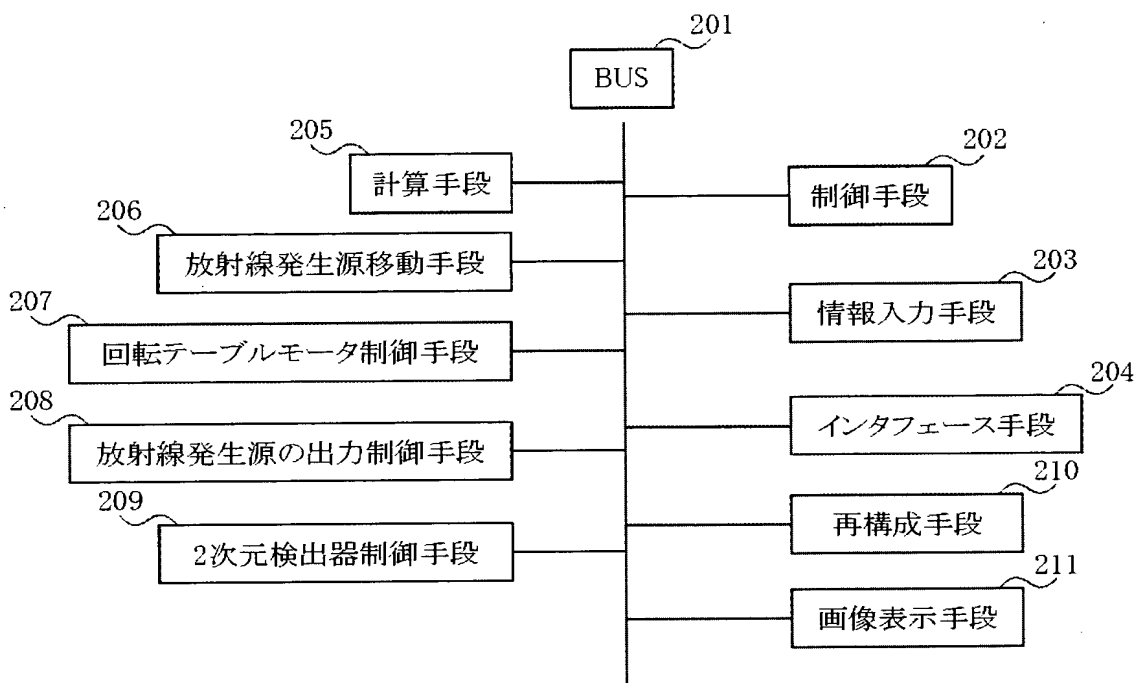 201
BUS
205
計算手段
202
制御手段
206
放射線発生源移動手段
203
情報入力手段
207
回転テーブルモータ制御手段
204
インタフェース手段
208
放射線発生源の出力制御手段
210
再構成手段
209
2次元検出器制御手段
211
画像表示手段